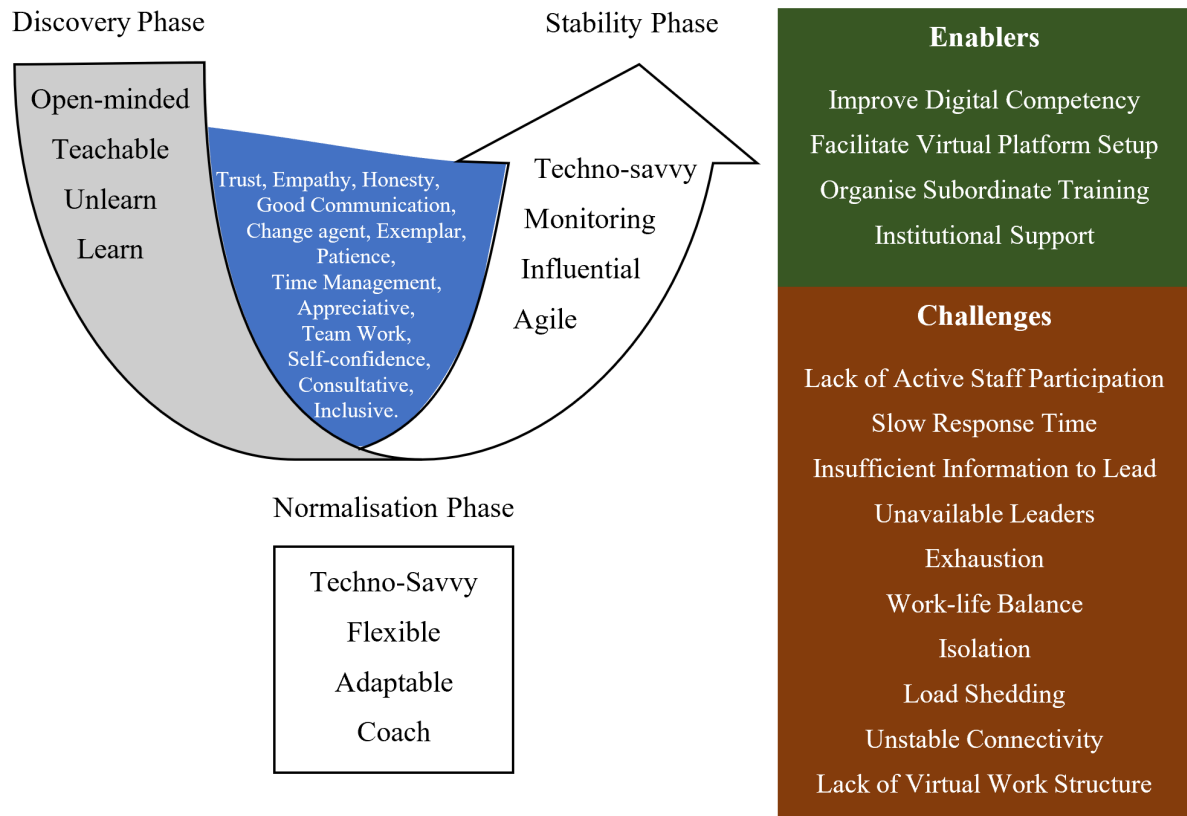 Discovery Phase
Open-minded
Teachable
Unlearn
Learn
Trust, Empathy, Honesty,
Good Communication,
Change agent, Exemplar,
Patience,
Time Management,
Appreciative,
Team Work,
Self-confidence,
Consultative,
Inclusive.
Stability Phase
Techno-savvy
Monitoring
Influential
Agile
Normalisation Phase
Techno-Savvy
Flexible
Adaptable
Coach
Enablers
Improve Digital Competency
Facilitate Virtual Platform Setup
Organise Subordinate Training
Institutional Support
Challenges
Lack of Active Staff Participation
Slow Response Time
Insufficient Information to Lead
Unavailable Leaders
Exhaustion
Work-life Balance
Isolation
Load Shedding
Unstable Connectivity
Lack of Virtual Work Structure